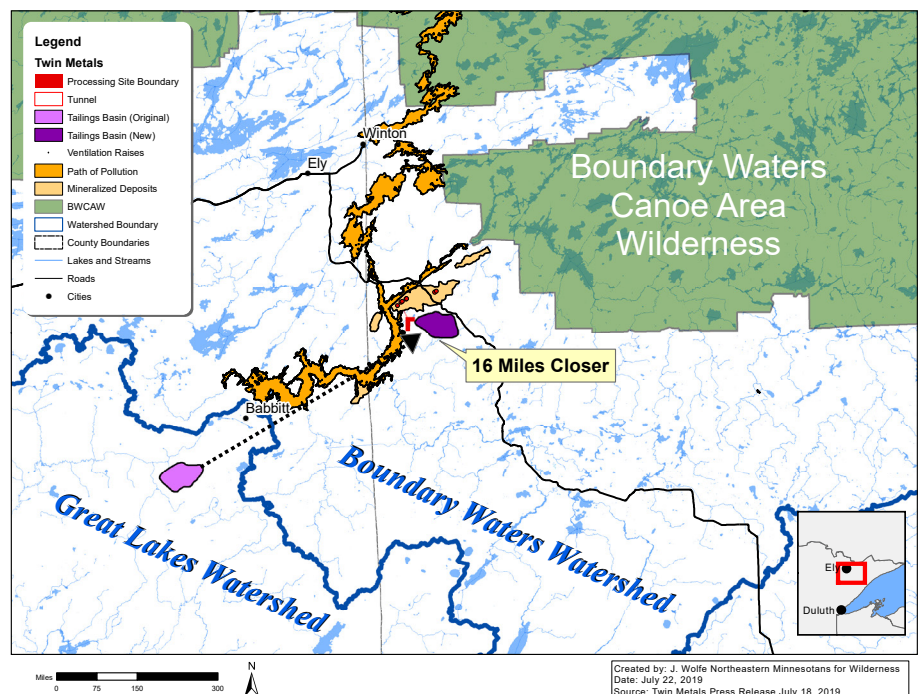 Legend
Twin Metals
Processing Site Boundary
Tunnel
Tailings Basin (Original)
Tailings Basin (New)
Ventilation Raises
Path of Pollution
Mineralized Deposits
BWCAW
Watershed Boundary
County Boundaries
Lakes and Streams
Roads
Cities
Winton
Ely
Boundary Waters
Canoe Area
Wilderness
16 Miles Closer
Babbitt
Boundary Waters Watershed
Great Lakes Watershed
Ely
Duluth
Miles
0 75 150 300
N
Created by: J. Wolfe Northeastern Minnesotans for Wilderness
Date: July 22, 2019
Source: Twin Metals Press Release July 18, 2019